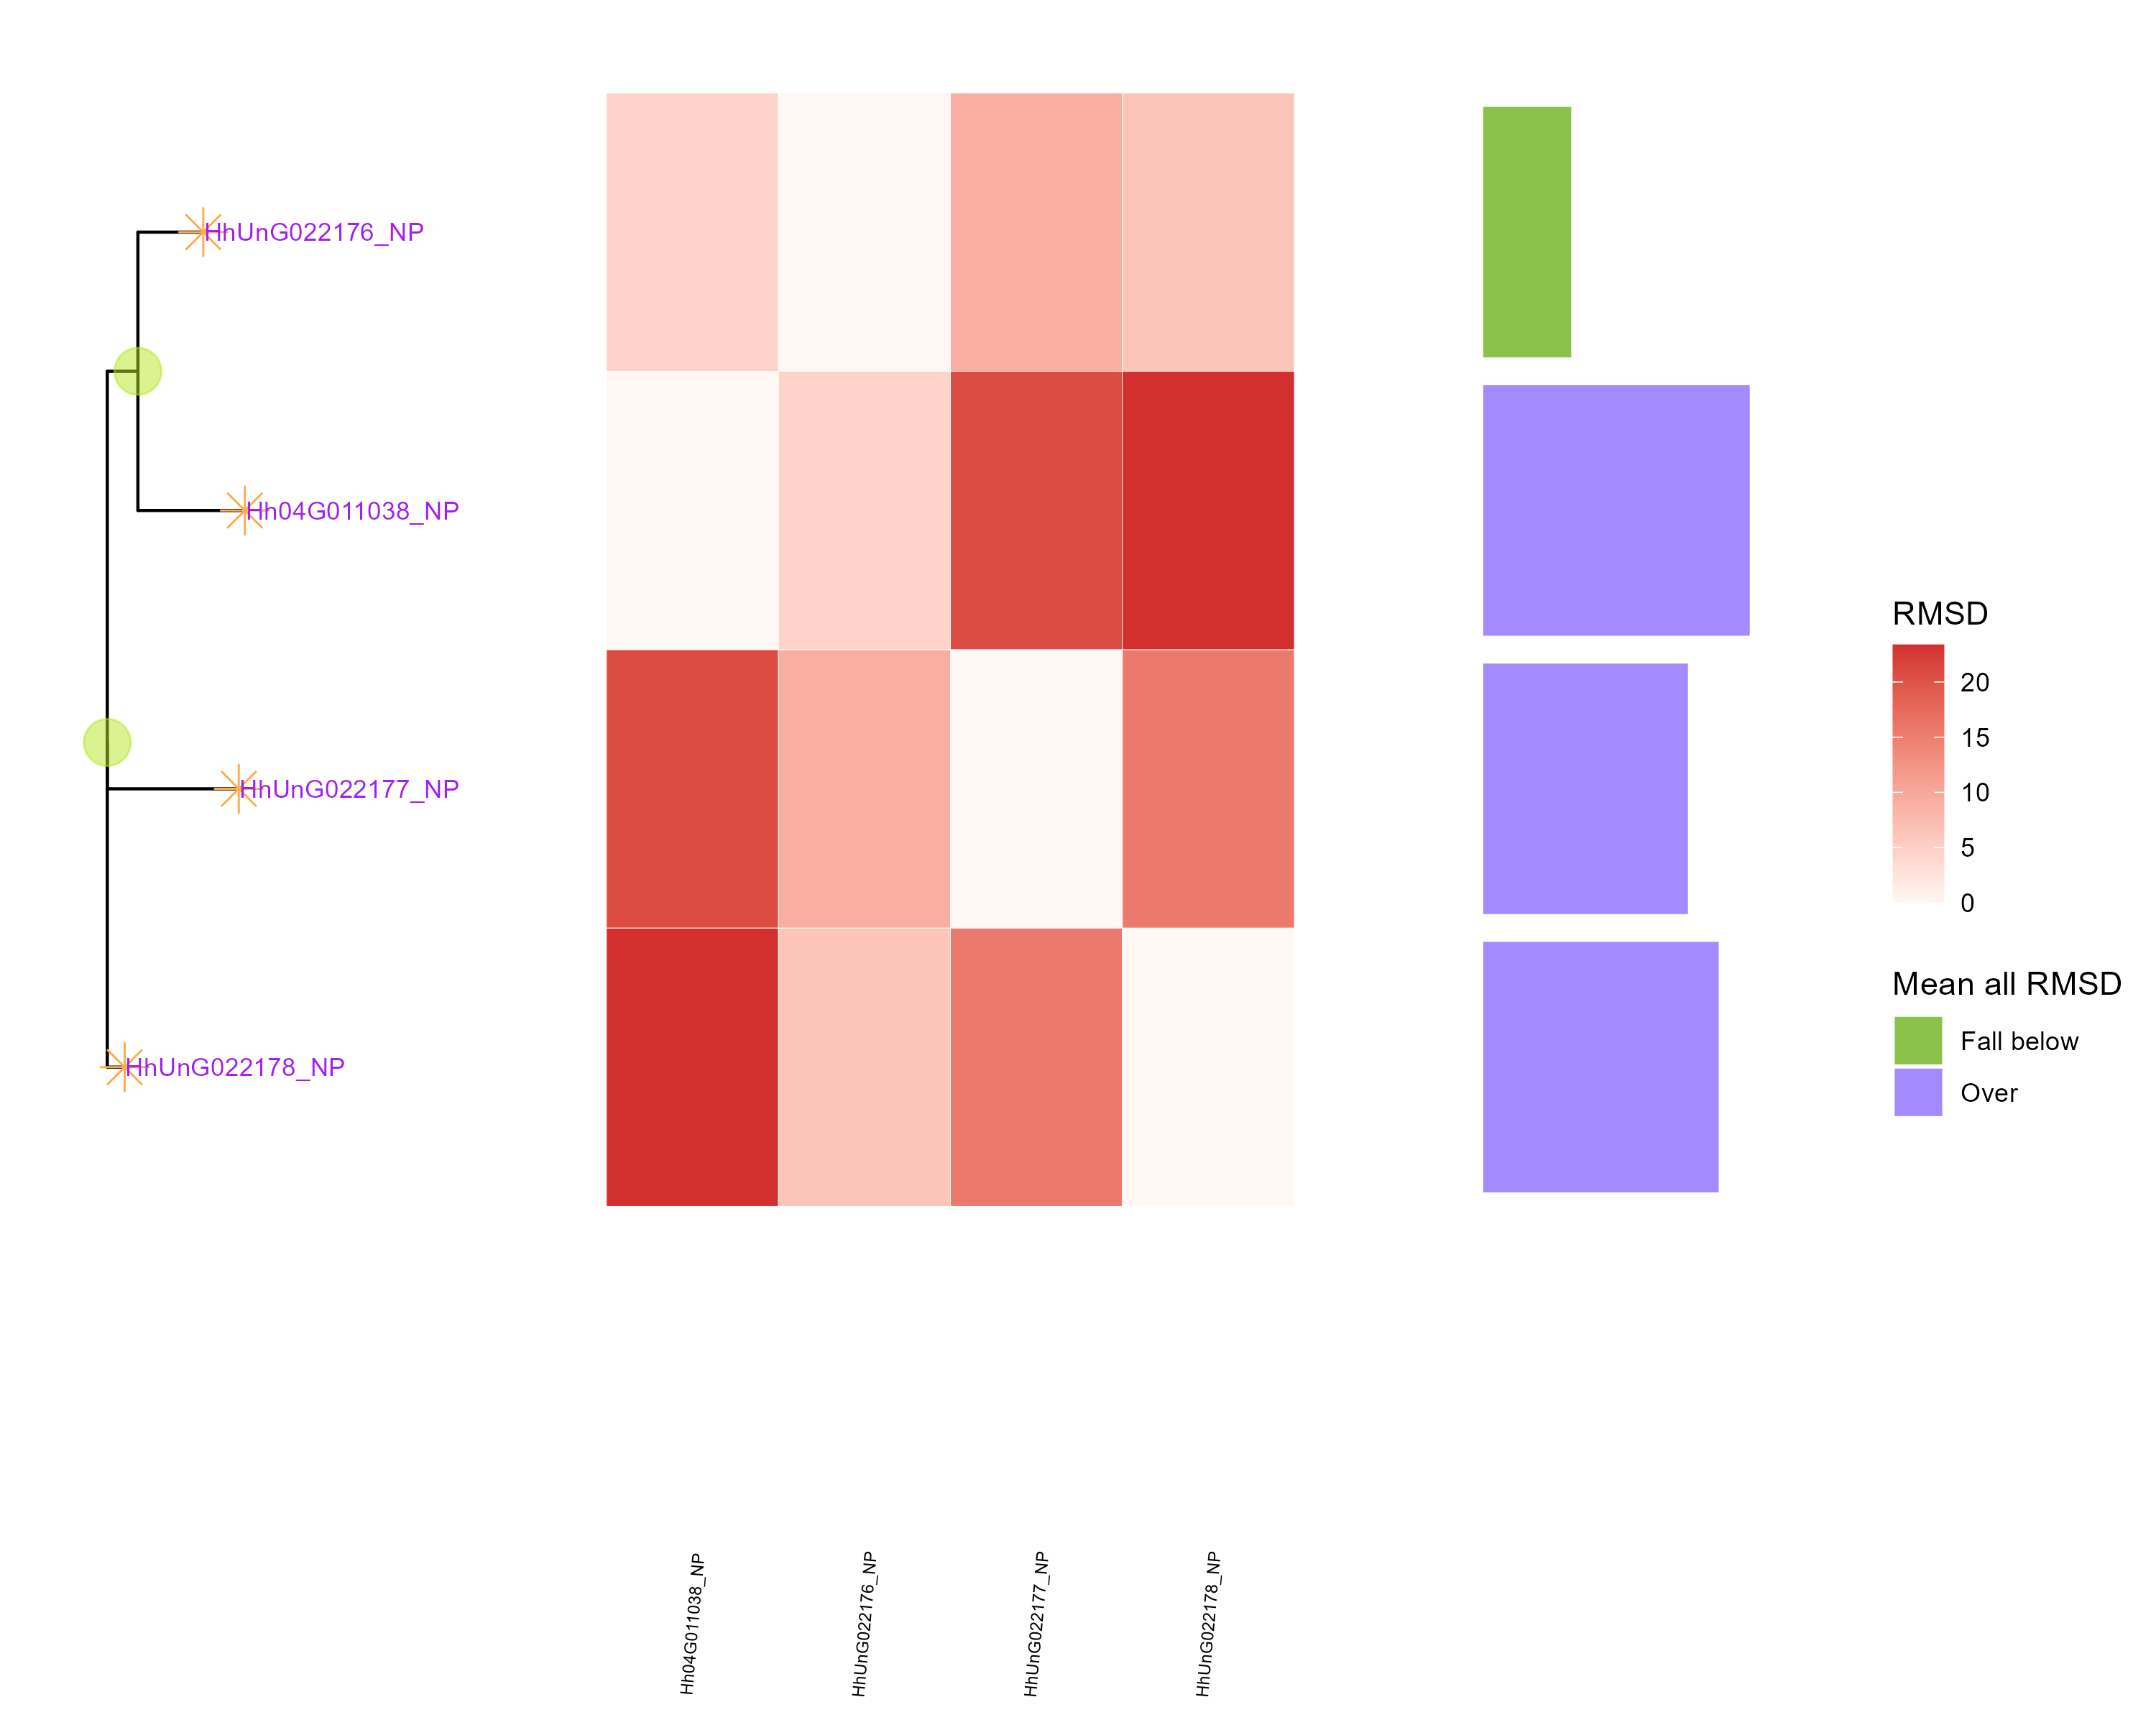 HhUnG022176_NP
Hh04G011038_NP
HhUnG022177_NP
HhUnG022178_NP
RMSD
20
15
10
5
0
Mean all RMSD
Fall below
Over
Hh04G011038_NP
HhUnG022176_NP
HhUnG022177_NP
HhUnG022178_NP